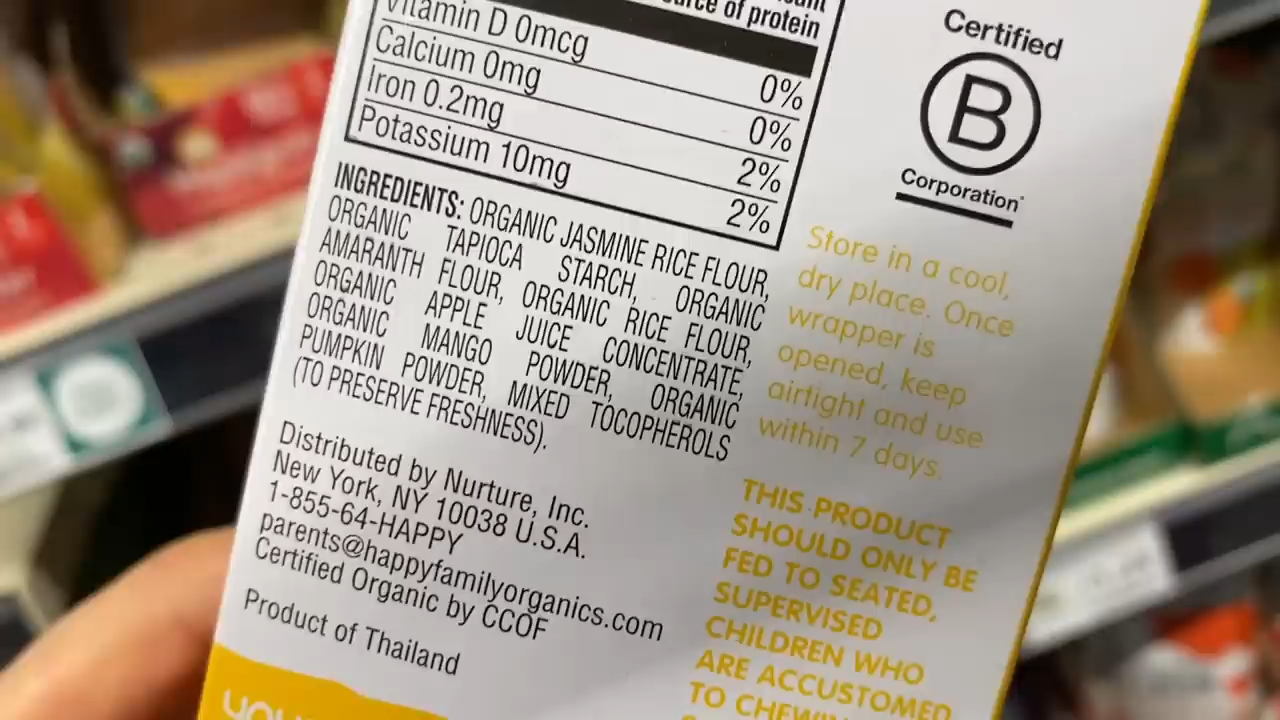 source of protein
Vitamin D 0mcg 0%
Calcium 0mg 0%
Iron 0.2mg 2%
Potassium 10mg 2%
INGREDIENTS: ORGANIC JASMINE RICE FLOUR,
ORGANIC TAPIOCA STARCH, ORGANIC
AMARANTH FLOUR, ORGANIC RICE FLOUR,
ORGANIC APPLE JUICE CONCENTRATE,
ORGANIC MANGO POWDER, ORGANIC
PUMPKIN POWDER, MIXED TOCOPHEROLS
(TO PRESERVE FRESHNESS).
Distributed by Nurture, Inc.
New York, NY 10038 U.S.A.
1-855-64-HAPPY
parents@happyfamilyorganics.com
Certified Organic by CCOF
Product of Thailand
Certified
B
Corporation
Store in a cool,
dry place. Once
wrapper is
opened, keep
airtight and use
within 7 days.
THIS PRODUCT
SHOULD ONLY BE
FED TO SEATED,
SUPERVISED
CHILDREN WHO
ARE ACCUSTOMED
TO